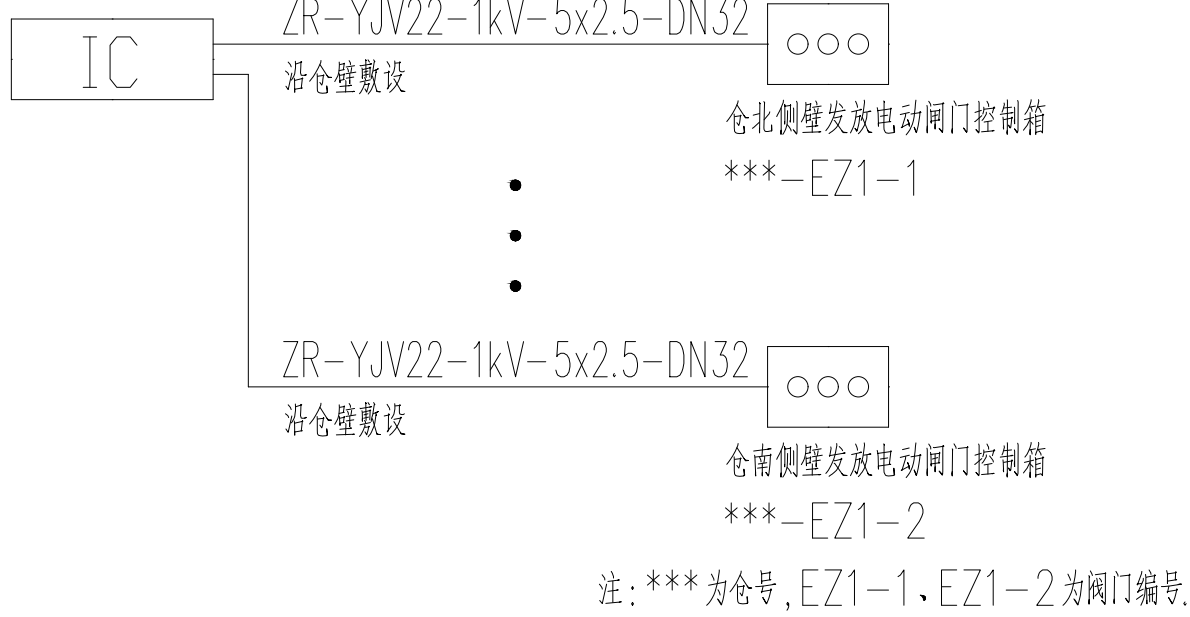 ZR-YJV22-1kV-5x2.5-DN32
IC
沿仓壁敷设
仓北侧壁发放电动闸门控制箱
***-EZ1-1
ZR-YJV22-1kV-5x2.5-DN32
沿仓壁敷设
仓南侧壁发放电动闸门控制箱
***-EZ1-2
注:***为仓号,EZ1-1、EZ1-2为阀门编号.